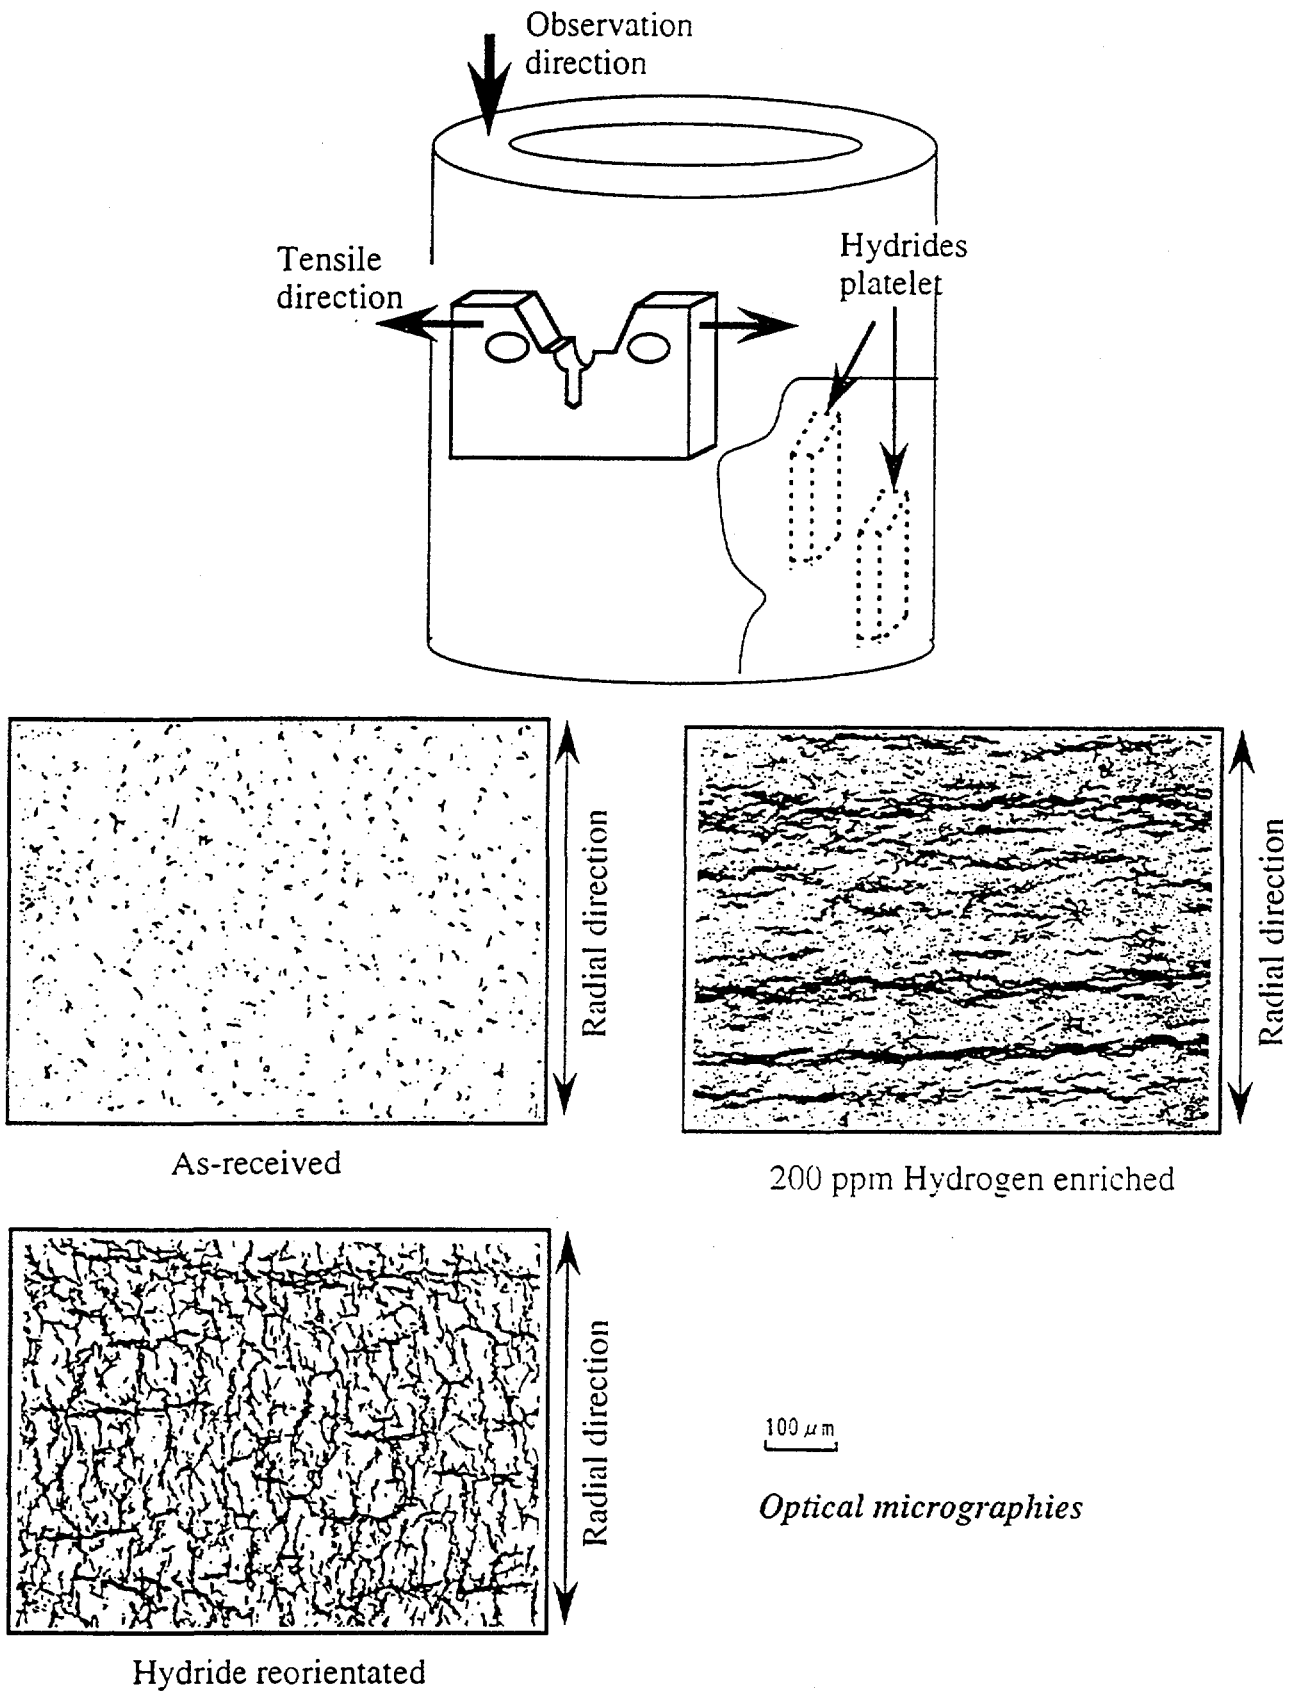 Observation
direction
Tensile
direction
Hydrides
platelet
Radial direction
Radial direction
As-received
200 ppm Hydrogen enriched
Radial direction
100 μm
Optical micrographies
Hydride reorientated